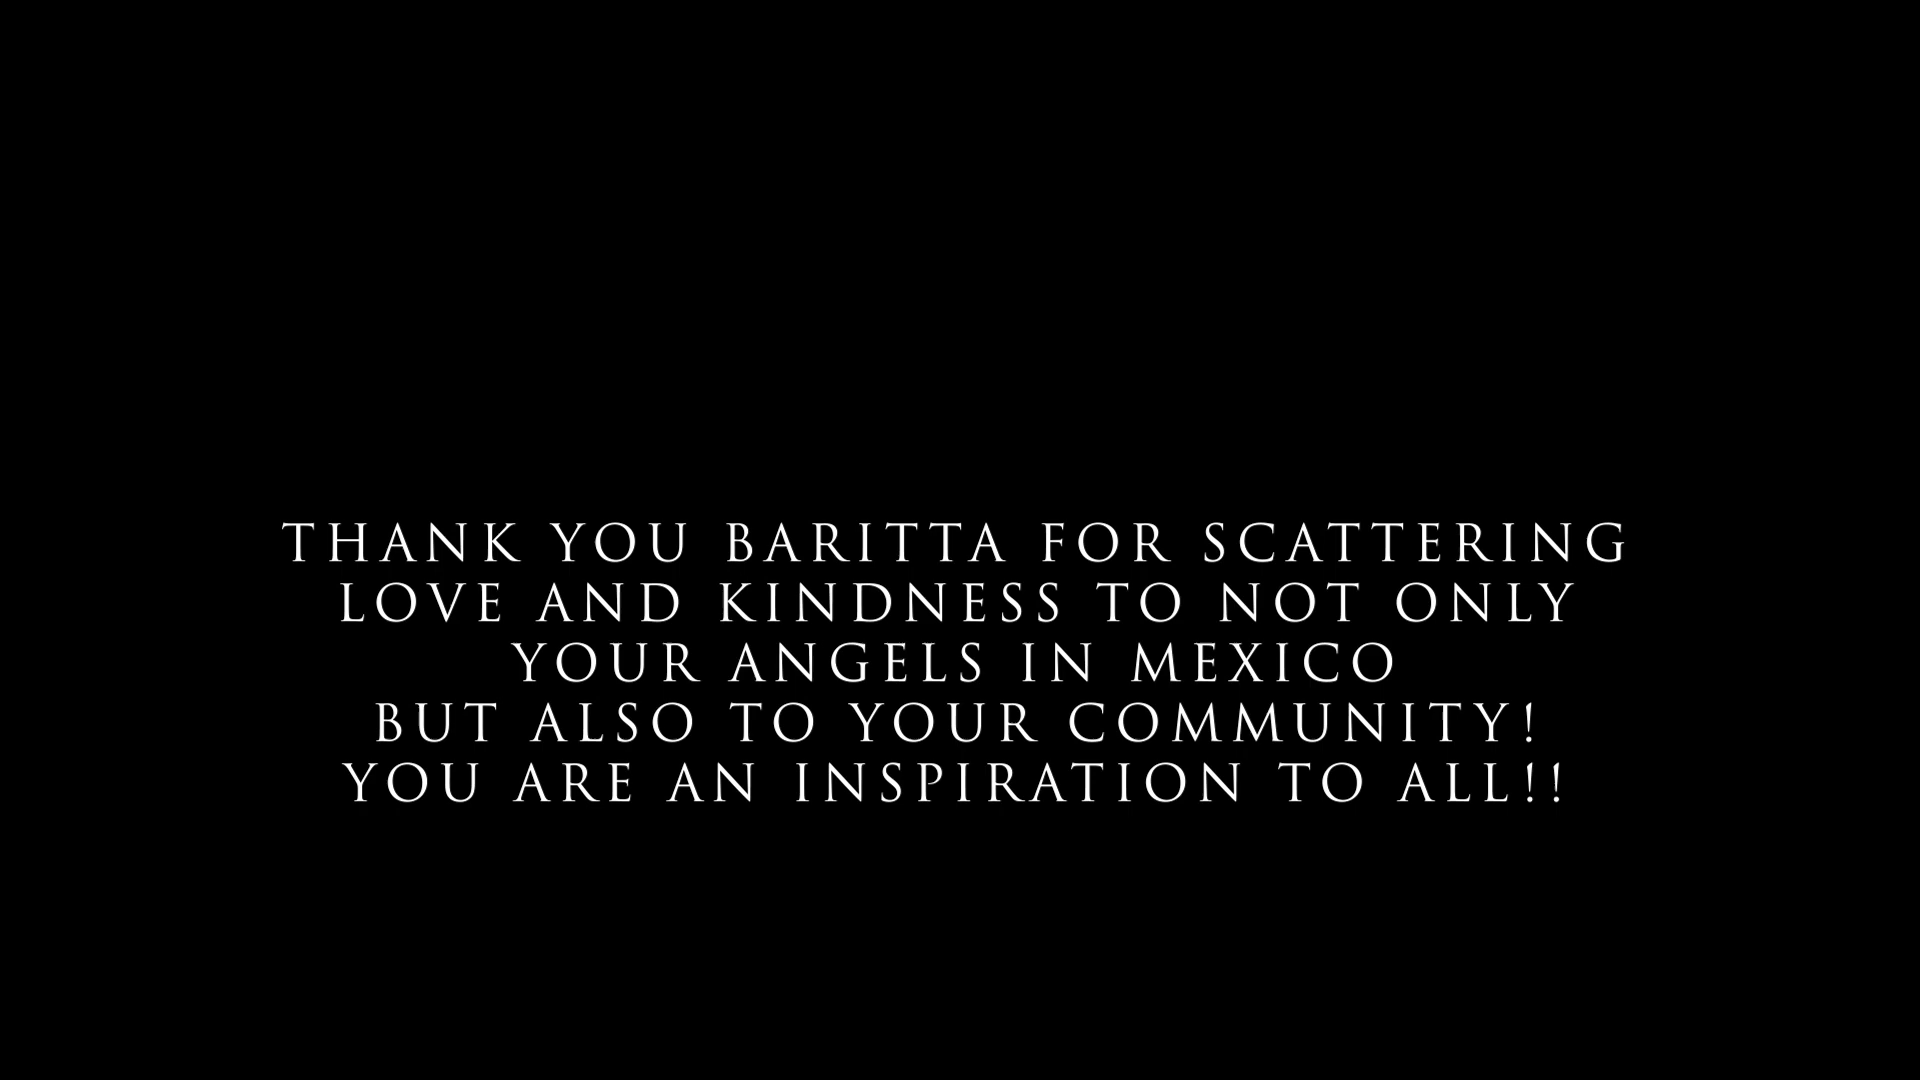 THANK YOU BARITTA FOR SCATTERING
LOVE AND KINDNESS TO NOT ONLY
YOUR ANGELS IN MEXICO
BUT ALSO TO YOUR COMMUNITY!
YOU ARE AN INSPIRATION TO ALL!!